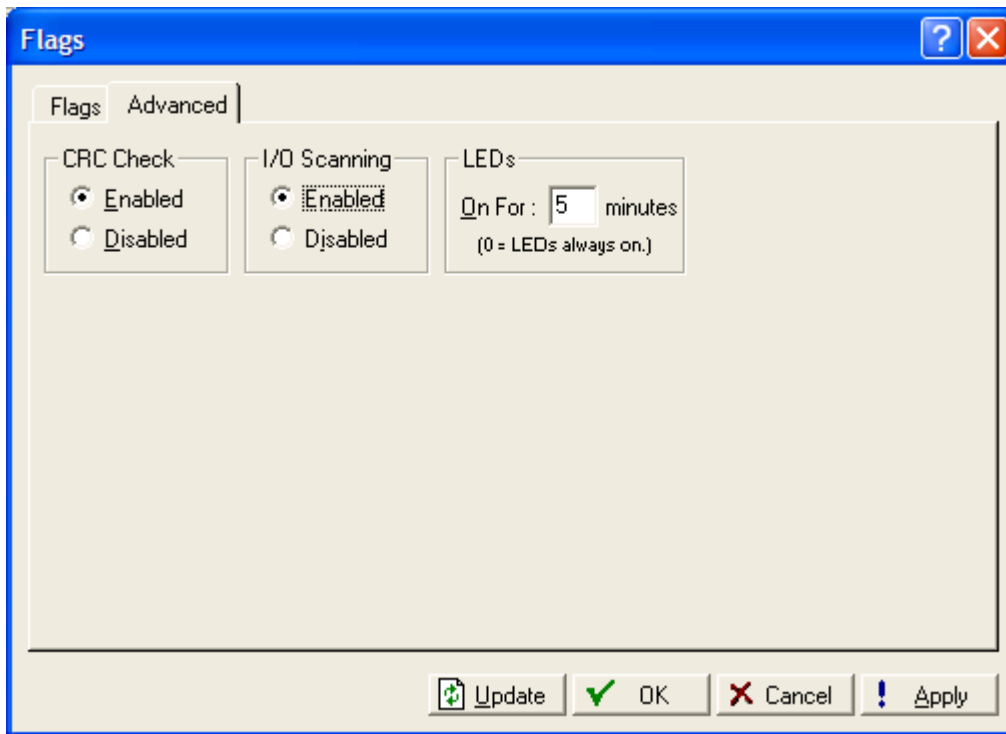 Flags
Flags Advanced
CRC Check
Enabled
Disabled
I/O Scanning
Enabled
Disabled
LEDs
On For : 5 minutes
(0 = LEDs always on.)
Update OK Cancel Apply